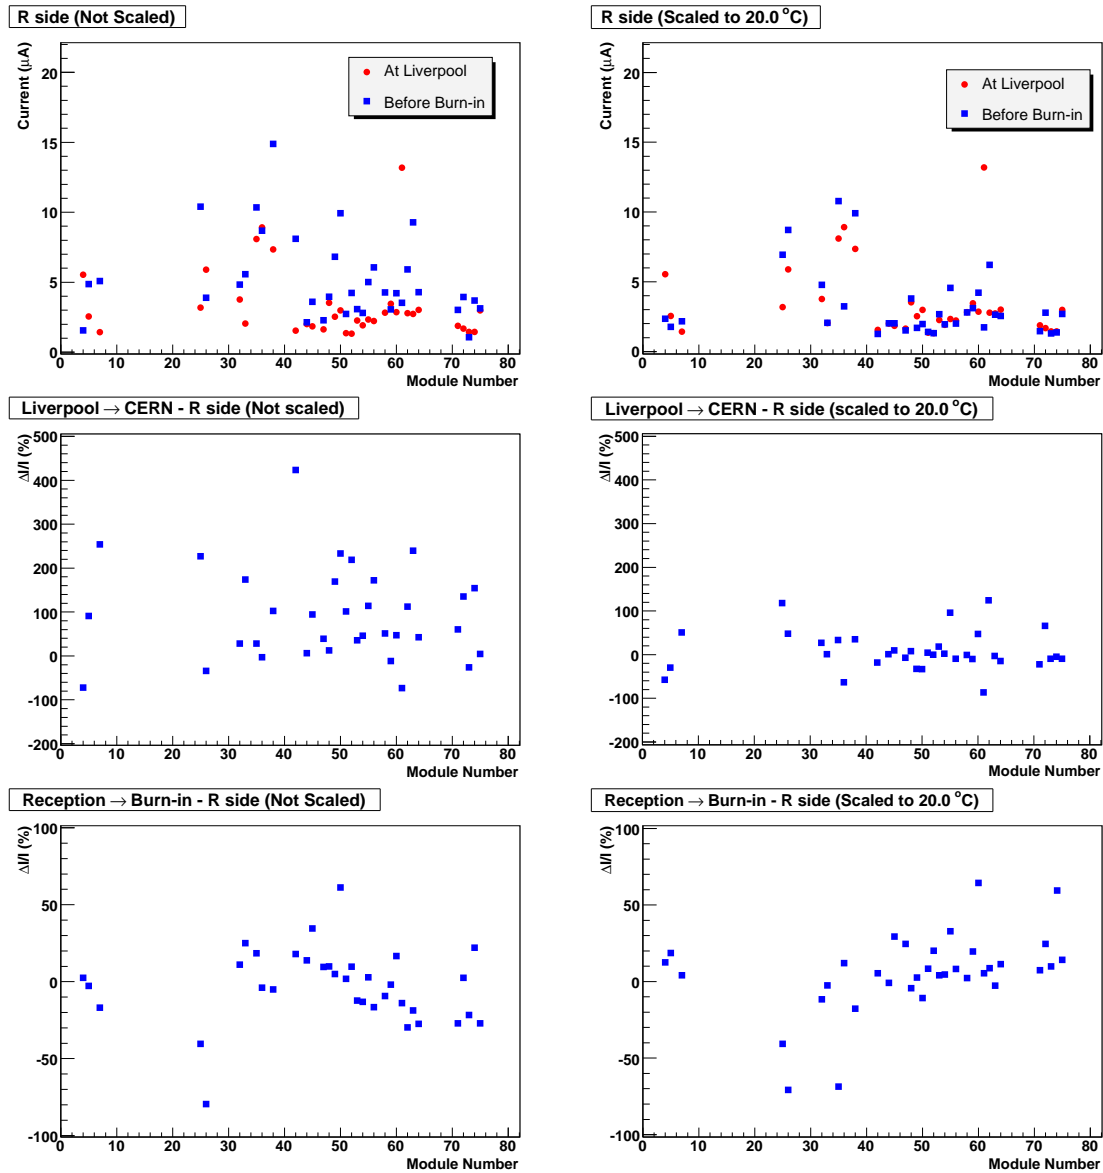 R side (Not Scaled)
Current (μA)
20
15
10
5
0
At Liverpool
Before Burn-in
0 10 20 30 40 50 60 70 80
Module Number
R side (Scaled to 20.0 °C)
Current (μA)
20
15
10
5
0
At Liverpool
Before Burn-in
0 10 20 30 40 50 60 70 80
Module Number
Liverpool → CERN - R side (Not scaled)
ΔI/I (%)
500
400
300
200
100
0
-100
-200
0 10 20 30 40 50 60 70 80
Module Number
Liverpool → CERN - R side (scaled to 20.0 °C)
ΔI/I (%)
500
400
300
200
100
0
-100
-200
0 10 20 30 40 50 60 70 80
Module Number
Reception → Burn-in - R side (Not Scaled)
ΔI/I (%)
100
50
0
-50
-100
0 10 20 30 40 50 60 70 80
Module Number
Reception → Burn-in - R side (Scaled to 20.0 °C)
ΔI/I (%)
100
50
0
-50
-100
0 10 20 30 40 50 60 70 80
Module Number